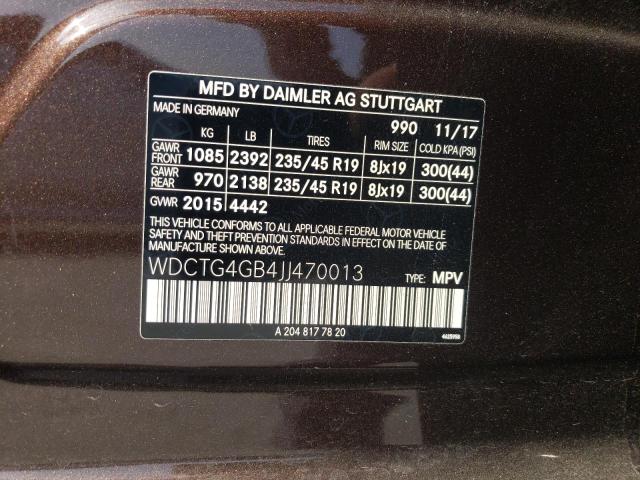 MFD BY DAIMLER AG STUTTGART
MADE IN GERMANY 990 11/17
KG LB TIRES RIM SIZE COLD KPA (PSI)
GAWR FRONT 1085 2392 235/45 R19 8Jx19 300(44)
GAWR REAR 970 2138 235/45 R19 8Jx19 300(44)
GVWR 2015 4442
THIS VEHICLE CONFORMS TO ALL APPLICABLE FEDERAL MOTOR VEHICLE
SAFETY AND THEFT PREVENTION STANDARDS IN EFFECT ON THE DATE OF
MANUFACTURE SHOWN ABOVE.
WDCTG4GB4JJ470013 TYPE: MPV
A 204 817 78 20